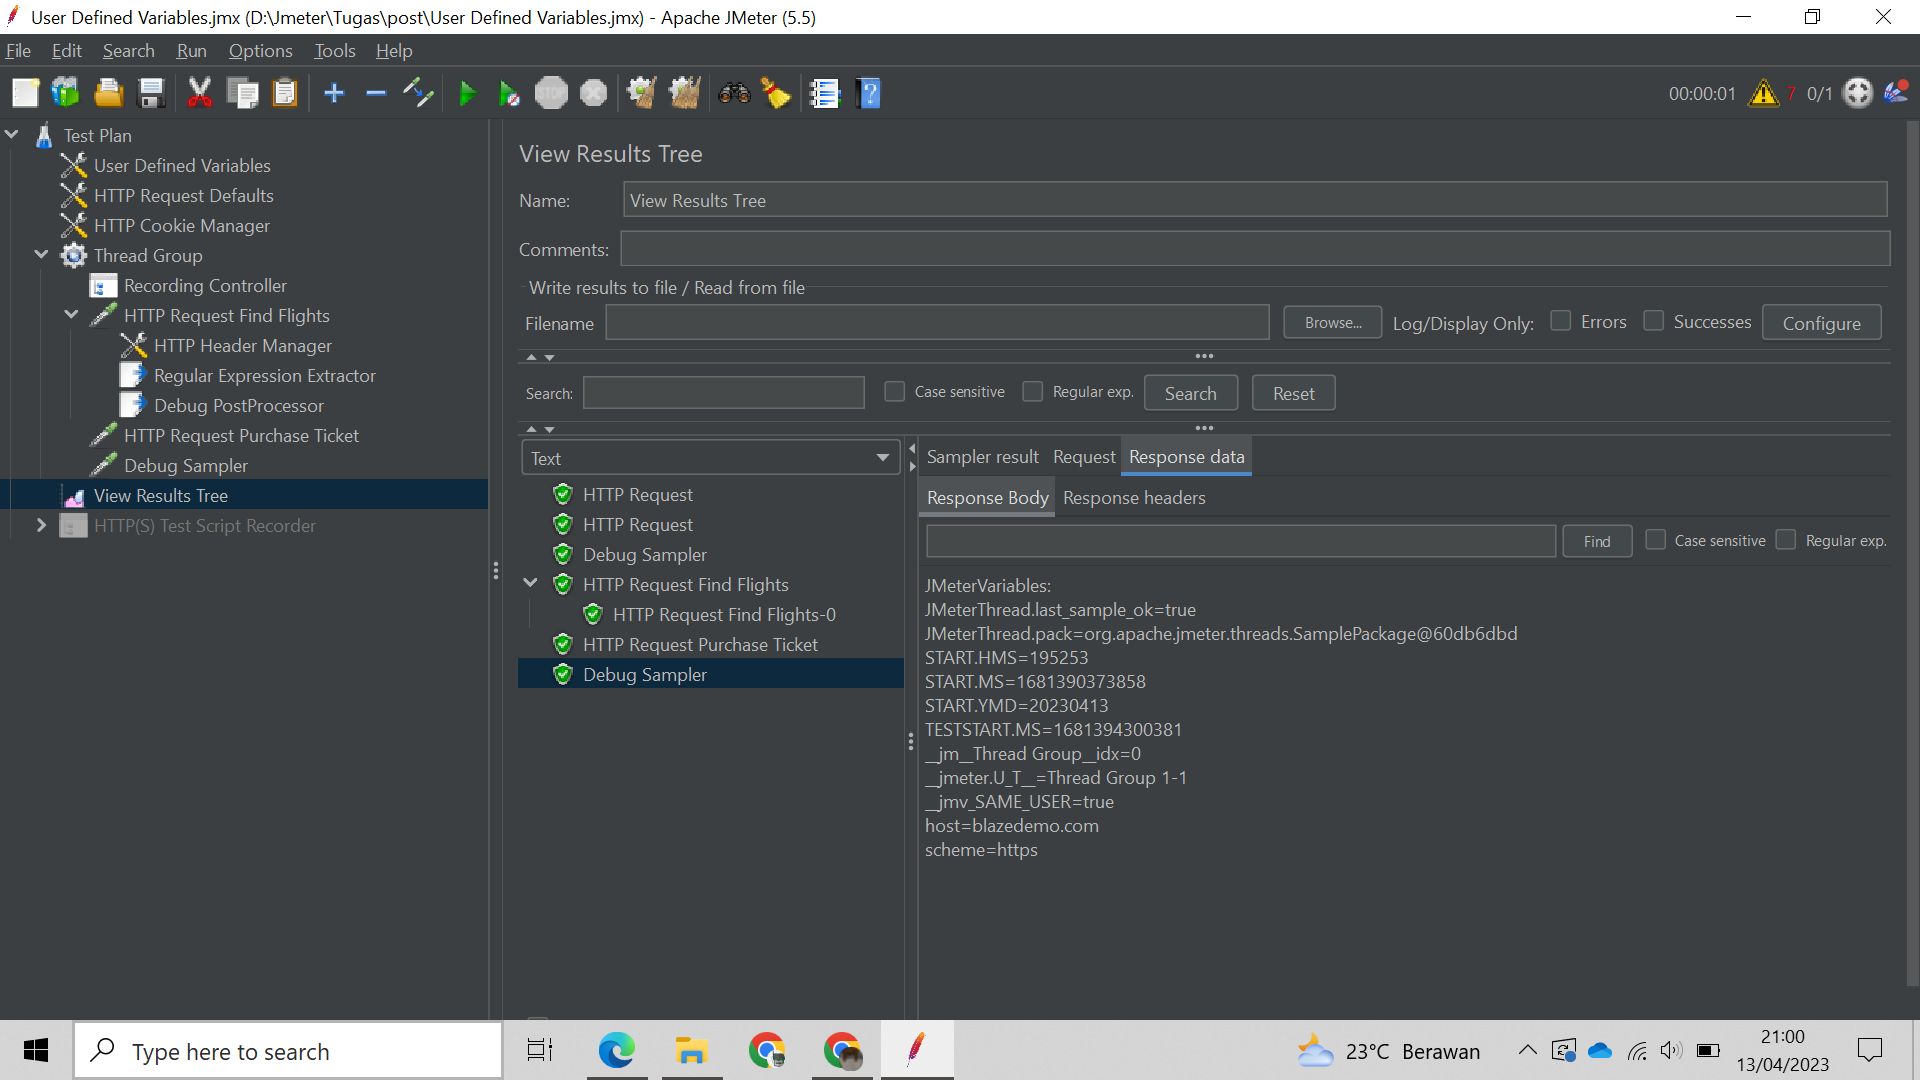 User Defined Variables.jmx (D:\Jmeter\Tugas\post\User Defined Variables.jmx) - Apache JMeter (5.5)
File Edit Search Run Options Tools Help
STOP
00:00:01 7 0/1
Test Plan
User Defined Variables
HTTP Request Defaults
HTTP Cookie Manager
Thread Group
Recording Controller
HTTP Request Find Flights
HTTP Header Manager
Regular Expression Extractor
Debug PostProcessor
HTTP Request Purchase Ticket
Debug Sampler
View Results Tree
HTTP(S) Test Script Recorder
View Results Tree
Name: View Results Tree
Comments:
Write results to file / Read from file
Filename Browse... Log/Display Only: Errors Successes Configure
Search: Case sensitive Regular exp. Search Reset
Text
HTTP Request
HTTP Request
Debug Sampler
HTTP Request Find Flights
HTTP Request Find Flights-0
HTTP Request Purchase Ticket
Debug Sampler
Sampler result Request Response data
Response Body Response headers
Find Case sensitive Regular exp.
JMeterVariables:
JMeterThread.last_sample_ok=true
JMeterThread.pack=org.apache.jmeter.threads.SamplePackage@60db6dbd
START.HMS=195253
START.MS=1681390373858
START.YMD=20230413
TESTSTART.MS=1681394300381
__jm__Thread Group__idx=0
__jmeter.U_T__=Thread Group 1-1
__jmv_SAME_USER=true
host=blazedemo.com
scheme=https
Type here to search
23°C Berawan
21:00
13/04/2023